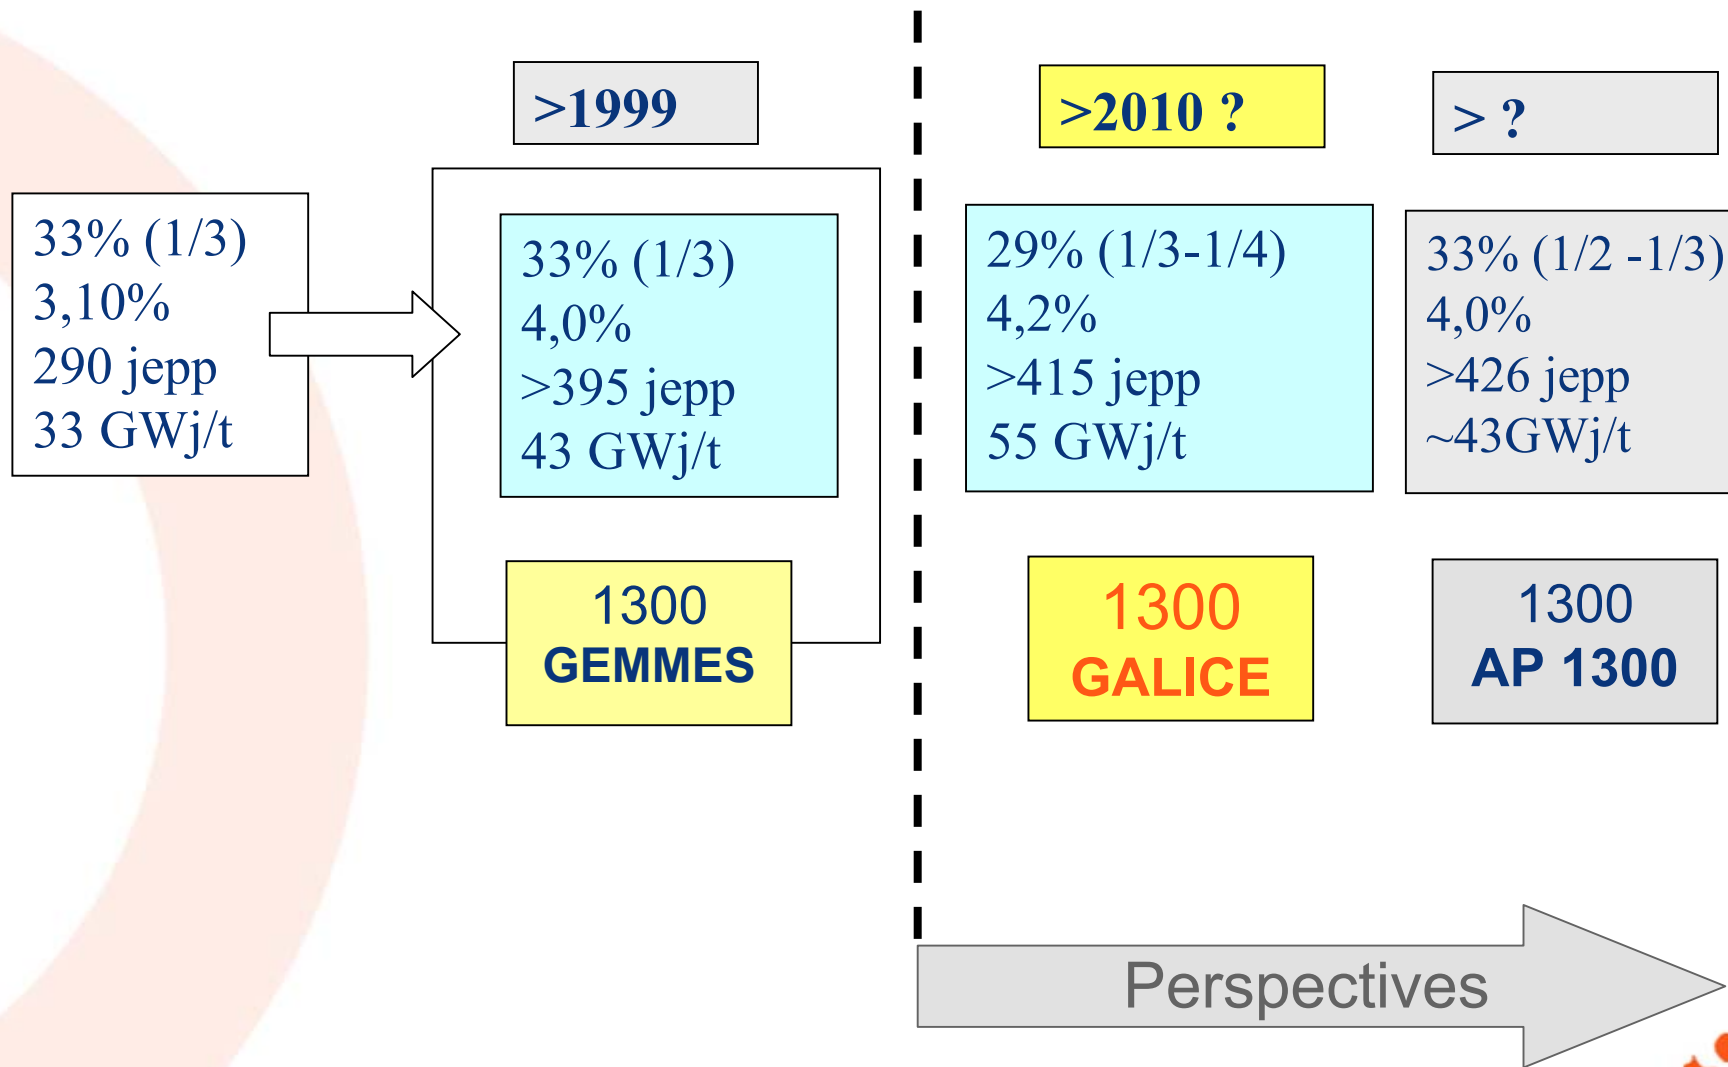 >1999
>2010 ?
> ?
33% (1/3)
3,10%
290 jepp
33 GWj/t
33% (1/3)
4,0%
>395 jepp
43 GWj/t
29% (1/3-1/4)
4,2%
>415 jepp
55 GWj/t
33% (1/2 -1/3)
4,0%
>426 jepp
~43GWj/t
1300
GEMMES
1300
GALICE
1300
AP 1300
Perspectives